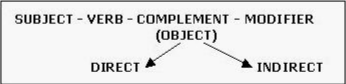 SUBJECT - VERB - COMPLEMENT - MODIFIER
(OBJECT)
DIRECT INDIRECT